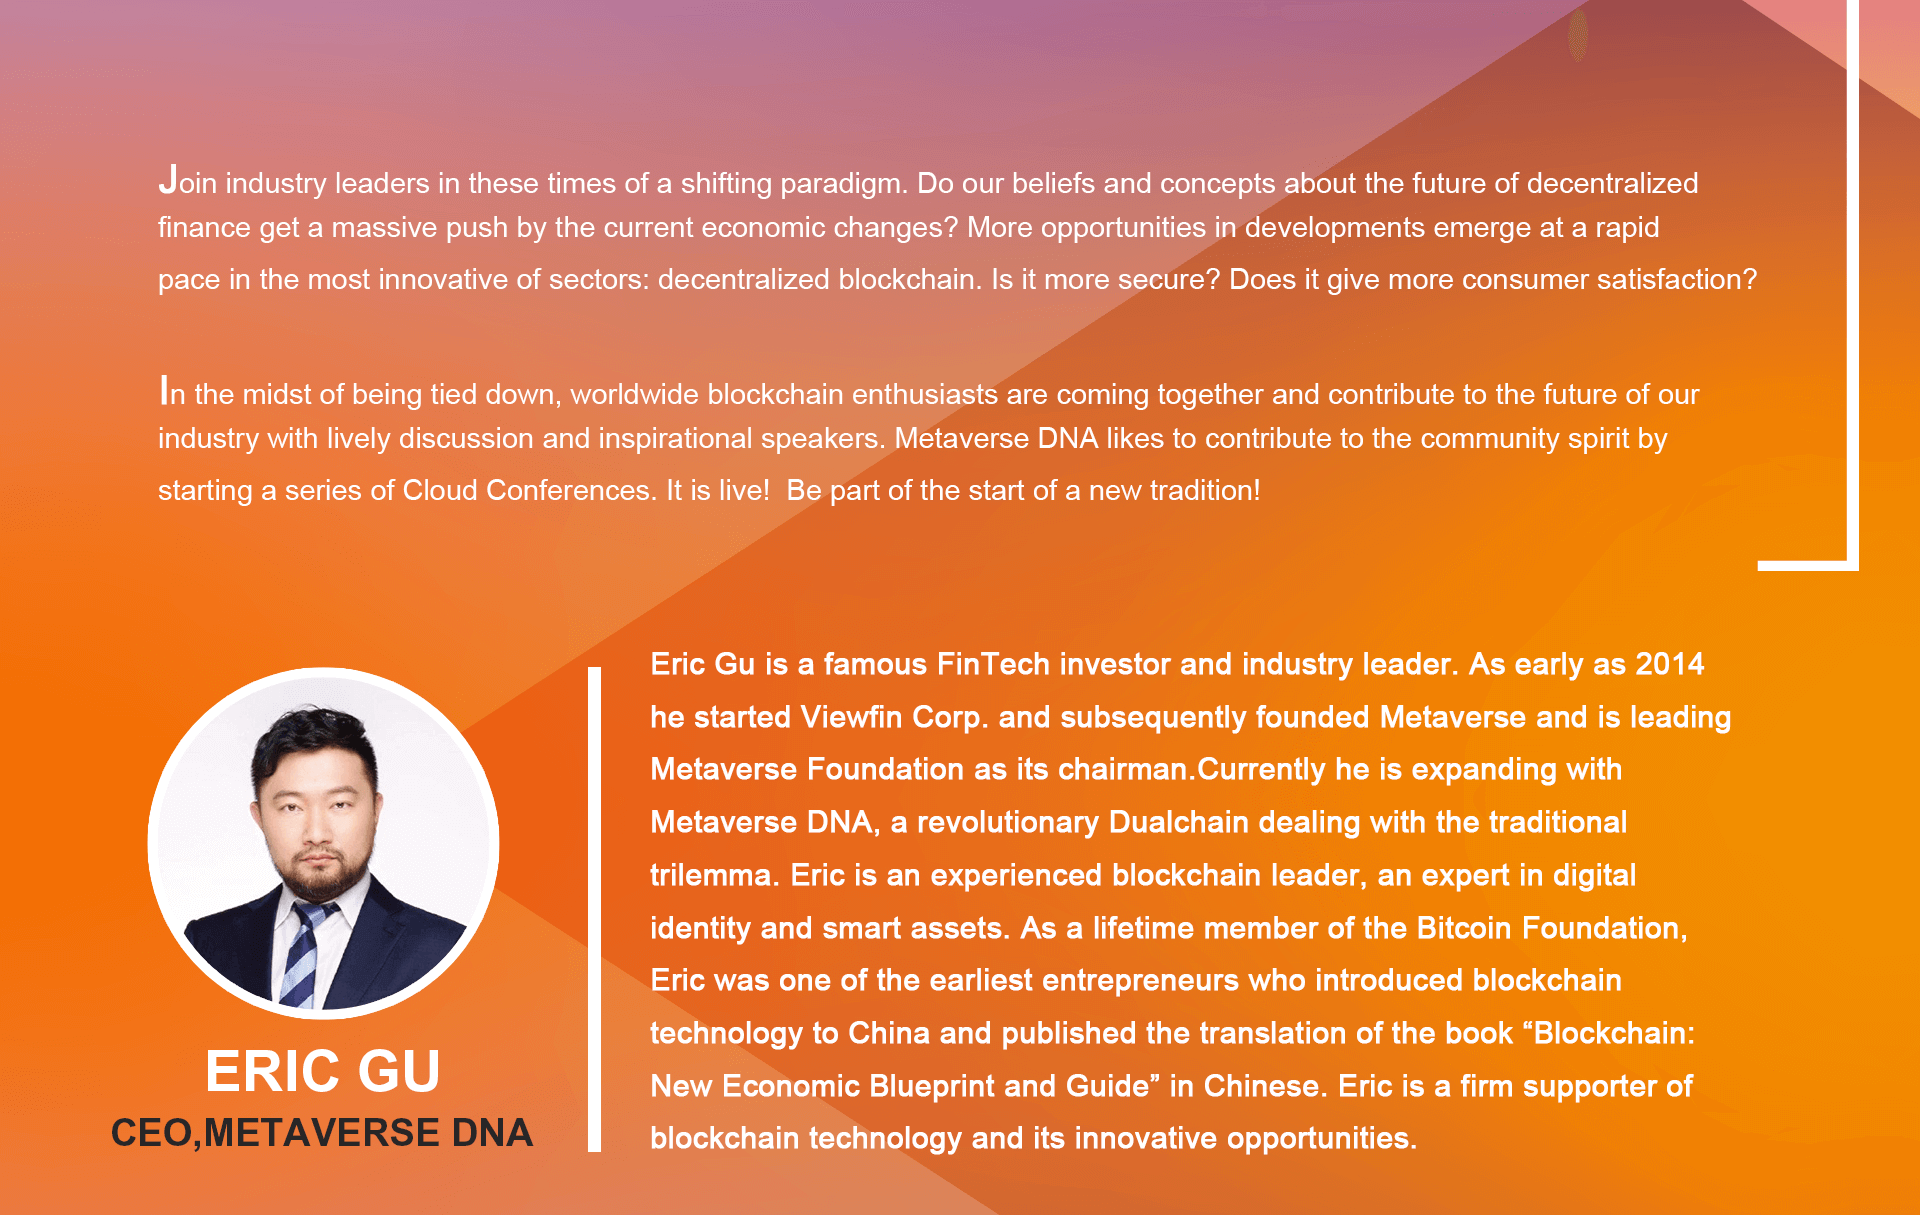 Join industry leaders in these times of a shifting paradigm. Do our beliefs and concepts about the future of decentralized
finance get a massive push by the current economic changes? More opportunities in developments emerge at a rapid
pace in the most innovative of sectors: decentralized blockchain. Is it more secure? Does it give more consumer satisfaction?
In the midst of being tied down, worldwide blockchain enthusiasts are coming together and contribute to the future of our
industry with lively discussion and inspirational speakers. Metaverse DNA likes to contribute to the community spirit by
starting a series of Cloud Conferences. It is live!  Be part of the start of a new tradition!
ERIC GU
CEO,METAVERSE DNA
Eric Gu is a famous FinTech investor and industry leader. As early as 2014
he started Viewfin Corp. and subsequently founded Metaverse and is leading
Metaverse Foundation as its chairman.Currently he is expanding with
Metaverse DNA, a revolutionary Dualchain dealing with the traditional
trilemma. Eric is an experienced blockchain leader, an expert in digital
identity and smart assets. As a lifetime member of the Bitcoin Foundation,
Eric was one of the earliest entrepreneurs who introduced blockchain
technology to China and published the translation of the book “Blockchain:
New Economic Blueprint and Guide” in Chinese. Eric is a firm supporter of
blockchain technology and its innovative opportunities.